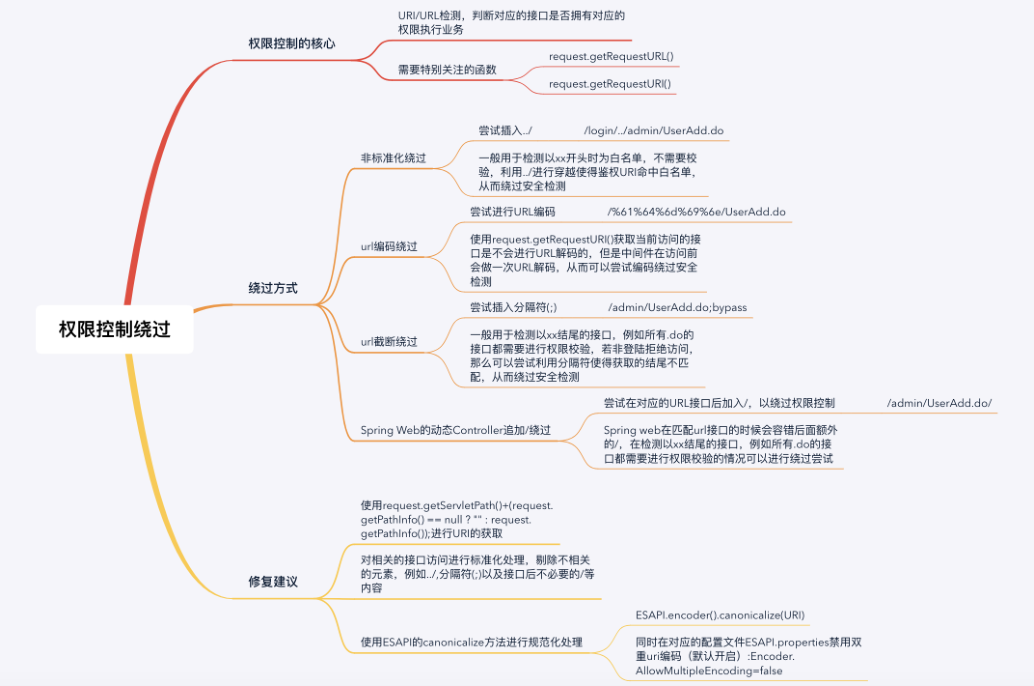 权限控制绕过
权限控制的核心
URI/URL检测，判断对应的接口是否拥有对应的
权限执行业务
需要特别关注的函数
request.getRequestURL()
request.getRequestURI()
绕过方式
非标准化绕过
尝试插入../
/login/../admin/UserAdd.do
一般用于检测以xx开头时为白名单，不需要校
验，利用../进行穿越使得鉴权URI命中白名单，
从而绕过安全检测
url编码绕过
尝试进行URL编码
/%61%64%6d%69%6e/UserAdd.do
使用request.getRequestURI()获取当前访问的接
口是不会进行URL解码的，但是中间件在访问前
会做一次URL解码，从而可以尝试编码绕过安全
检测
url截断绕过
尝试插入分隔符(;)
/admin/UserAdd.do;bypass
一般用于检测以xx结尾的接口，例如所有.do的
接口都需要进行权限校验，若非登陆拒绝访问，
那么可以尝试利用分隔符使得获取的结尾不匹
配，从而绕过安全检测
Spring Web的动态Controller追加/绕过
尝试在对应的URL接口后加入/，以绕过权限控制
/admin/UserAdd.do/
Spring web在匹配url接口的时候会容错后面额外
的/，在检测以xx结尾的接口，例如所有.do的接
口都需要进行权限校验的情况可以进行绕过尝试
修复建议
使用request.getServletPath()+(request.
getPathInfo() == null ? "" : request.
getPathInfo());进行URI的获取
对相关的接口访问进行标准化处理，剔除不相关
的元素，例如../,分隔符(;)以及接口后不必要的/等
内容
使用ESAPI的canonicalize方法进行规范化处理
ESAPI.encoder().canonicalize(URI)
同时在对应的配置文件ESAPI.properties禁用双
重uri编码（默认开启）:Encoder.
AllowMultipleEncoding=false